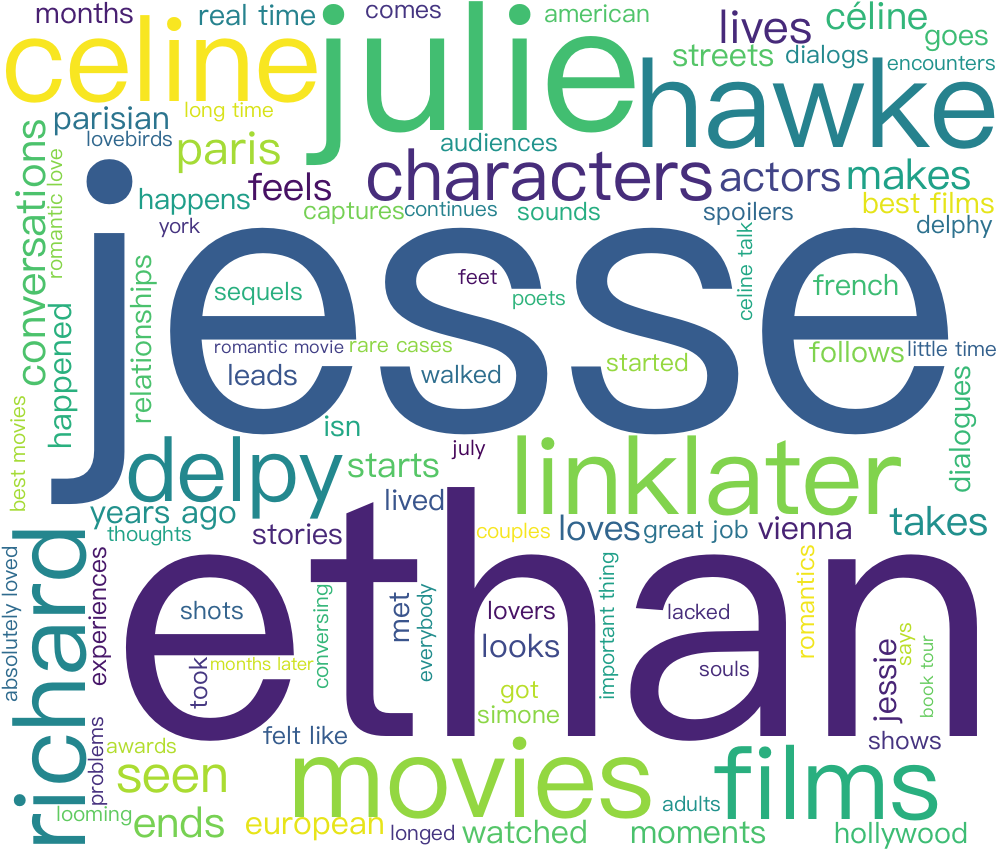 months
real time
comes
american
lives
céline
goes
celine
julie
streets
dialogs
encounters
hawke
long time
parisian
lovebirds
paris
audiences
characters
actors
makes
conversations
romantic love
happens
feels
captures
continues
sounds
spoilers
best films
delphy
york
jesse
sequels
feet
poets
celine talk
french
relationships
happened
romantic movie
rare cases
leads
walked
started
follows
little time
dialogues
best movies
isn
july
delpy
starts
linklater
lived
years ago
thoughts
stories
couples
loves
great job
vienna
takes
richard
ethan
absolutely loved
experiences
shots
conversing
met
everybody
lovers
looks
important thing
lacked
souls
romantics
jessie
says
book tour
took
months later
got
simone
problems
awards
felt like
shows
seen
movies
films
looming
ends
european
longed
watched
adults
moments
hollywood